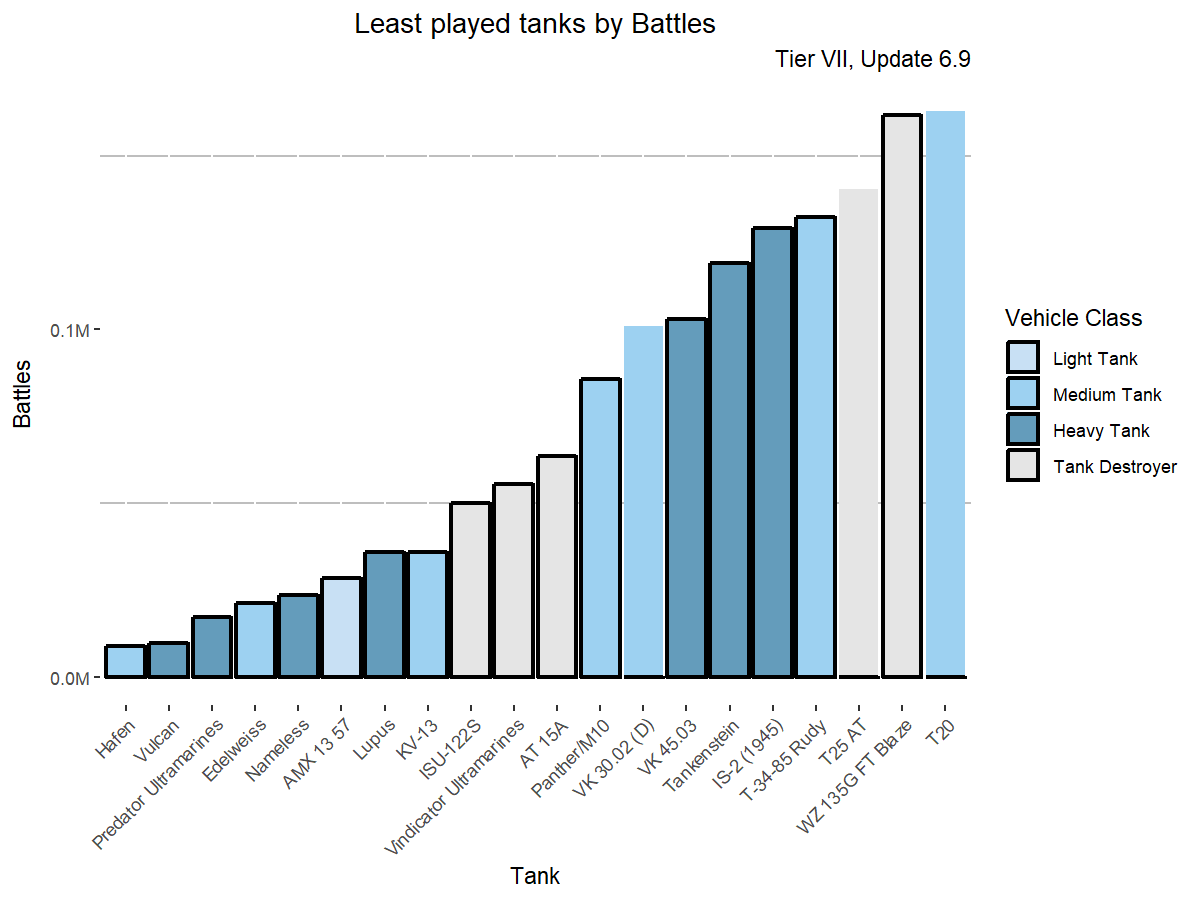 Least played tanks by Battles
Tier VII, Update 6.9
Battles
0.1M
0.0M
Hafen
Vulcan
Predator Ultramarines
Edelweiss
Nameless
AMX 13 57
Lupus
KV-13
ISU-122S
Vindicator Ultramarines
AT 15A
Panther/M10
VK 30.02 (D)
VK 45.03
Tankenstein
IS-2 (1945)
T-34-85 Rudy
T25 AT
WZ 135G FT Blaze
T20
Tank
Vehicle Class
Light Tank
Medium Tank
Heavy Tank
Tank Destroyer